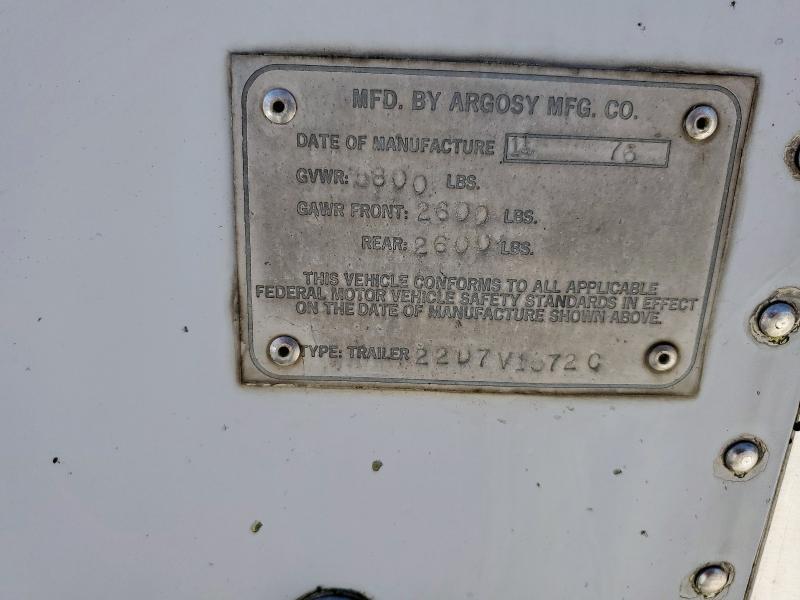 MFD. BY ARGOSY MFG. CO.
DATE OF MANUFACTURE 11 76
GVWR: LBS.
GAWR FRONT: 2600 LBS.
REAR: 2600 LBS.
THIS VEHICLE CONFORMS TO ALL APPLICABLE
FEDERAL MOTOR VEHICLE SAFETY STANDARDS IN EFFECT
ON THE DATE OF MANUFACTURE SHOWN ABOVE.
TYPE: TRAILER